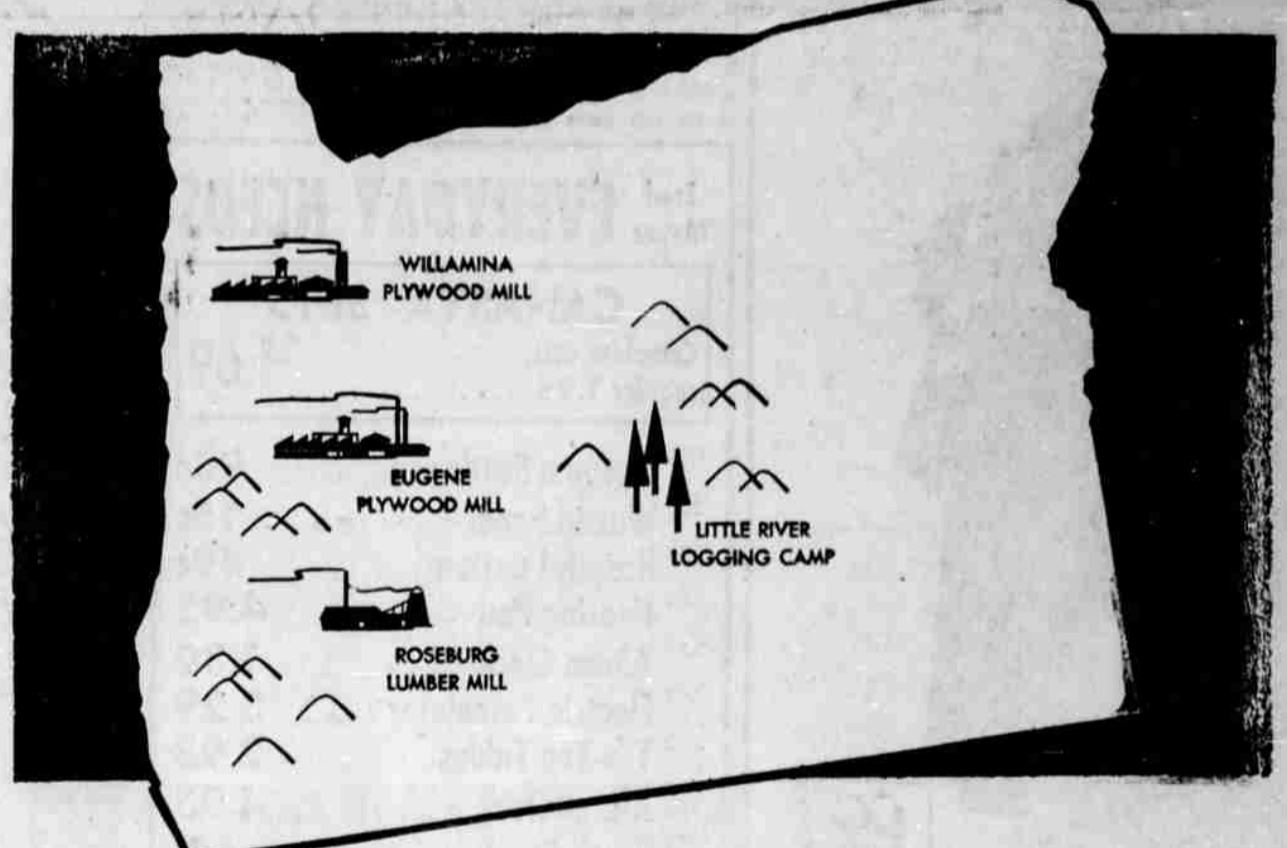 WILLAMINA
PLYWOOD MILL
EUGENE
PLYWOOD MILL
LITTLE RIVER
LOGGING CAMP
ROSEBURG
LUMBER MILL